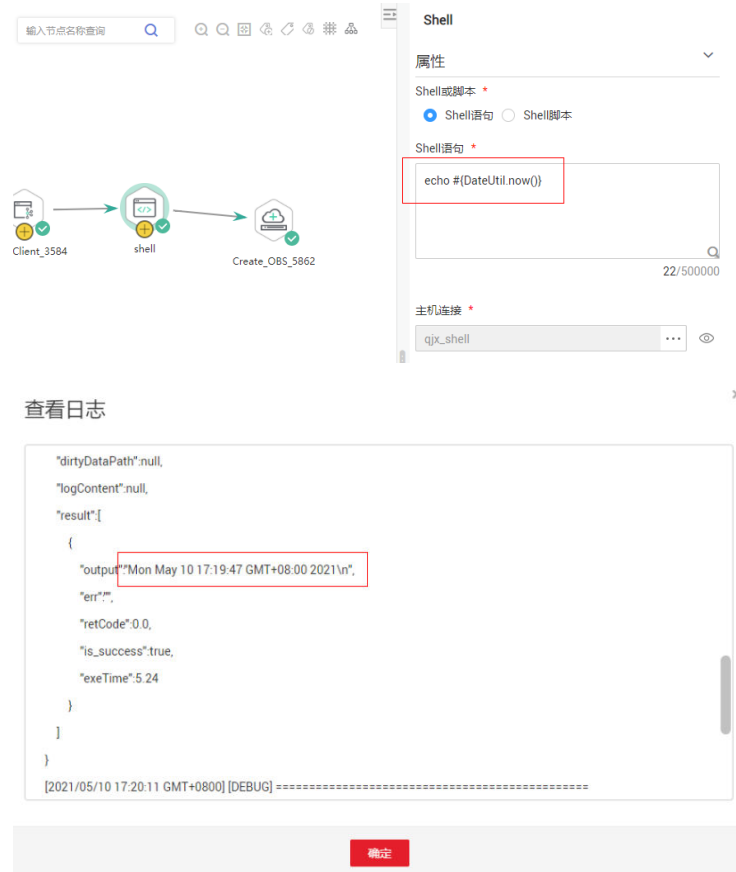 输入节点名称查询
Shell
属性
Shell或脚本 *
Shell语句 Shell脚本
Shell语句 *
echo #{DateUtil.now()}
Client_3584
shell
Create_OBS_5862
22/500000
主机连接 *
qjx_shell
查看日志
"dirtyDataPath":null,
"logContent":null,
"result":[
{
"output":"Mon May 10 17:19:47 GMT+08:00 2021\n",
"err":"",
"retCode":0.0,
"is_success":true,
"exeTime":5.24
}
]
}
[2021/05/10 17:20:11 GMT+0800] [DEBUG] ===============================================
确定